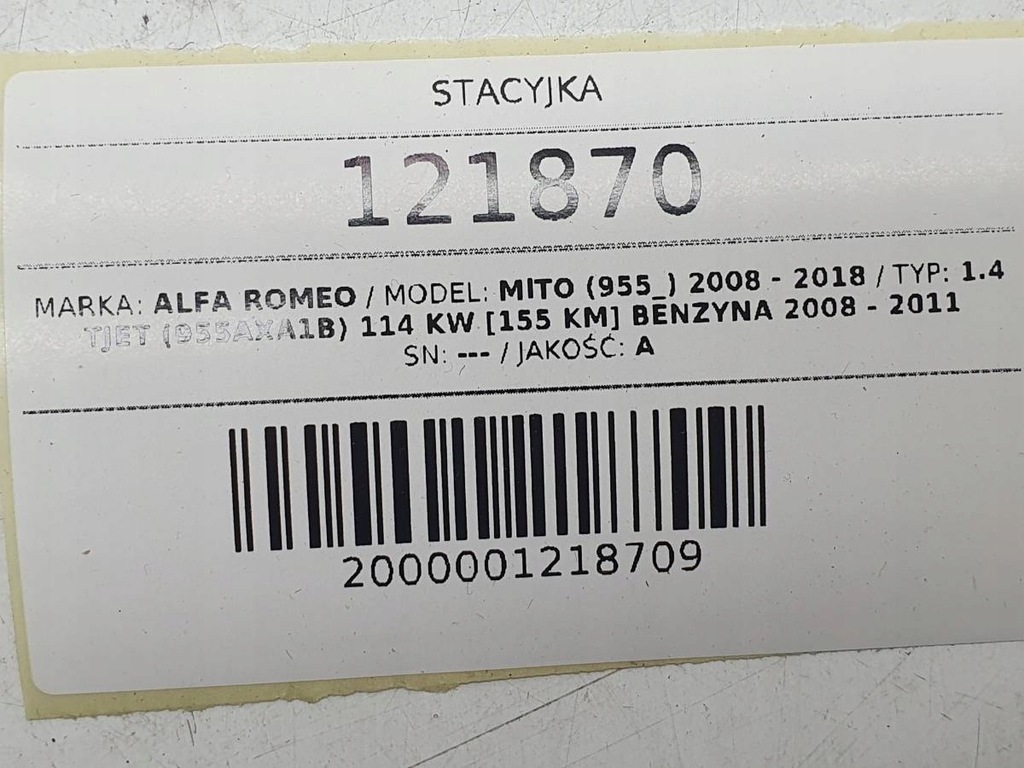 STACYJKA
121870
MARKA: ALFA ROMEO / MODEL: MITO (955_) 2008 - 2018 / TYP: 1.4
TJET (955AXA1B) 114 KW [155 KM] BENZYNA 2008 - 2011
SN: --- / JAKOŚĆ: A
2000001218709